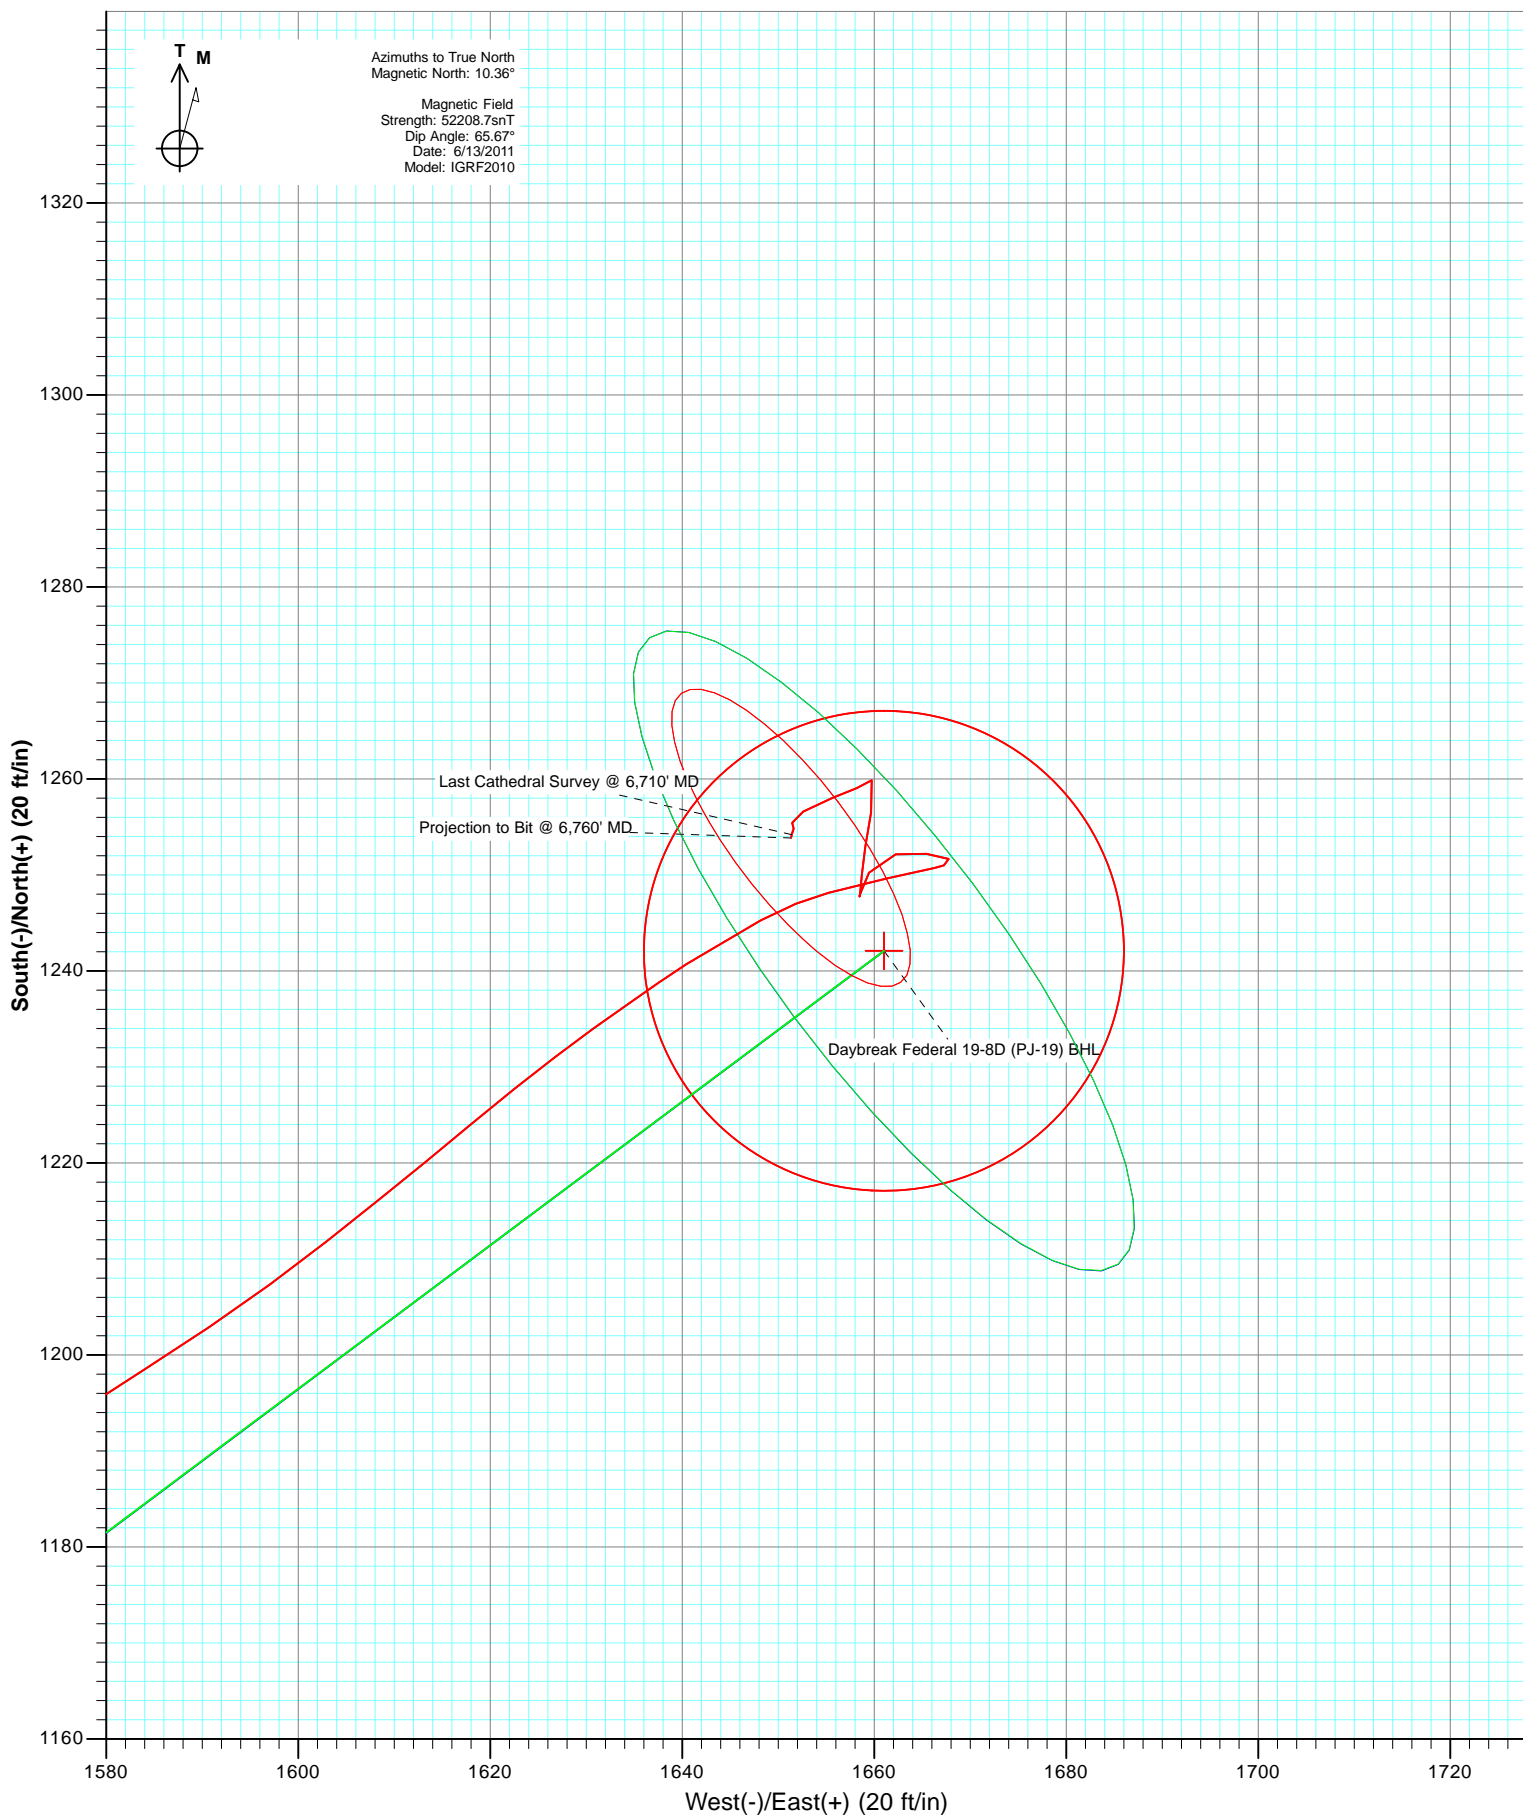 T
M
Azimuths to True North
Magnetic North: 10.36°
Magnetic Field
Strength: 52208.7snT
Dip Angle: 65.67°
Date: 6/13/2011
Model: IGRF2010
South(-)/North(+) (20 ft/in)
1320
1300
1280
1260
1240
1220
1200
1180
1160
Last Cathedral Survey @ 6,710' MD
Projection to Bit @ 6,760' MD
Daybreak Federal 19-8D (PJ-19) BHL
1580 1600 1620 1640 1660 1680 1700 1720
West(-)/East(+) (20 ft/in)